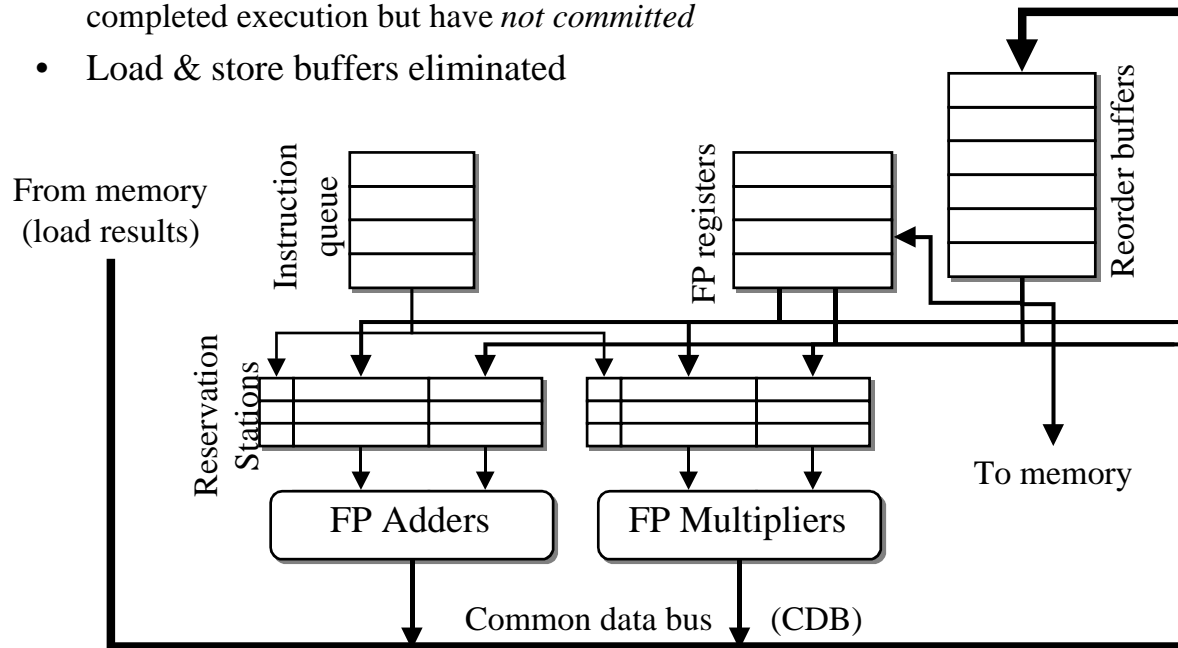 completed execution but have not committed
• Load & store buffers eliminated
From memory
(load results)
Instruction
queue
FP registers
Reorder buffers
Reservation
Stations
To memory
FP Adders
FP Multipliers
Common data bus (CDB)